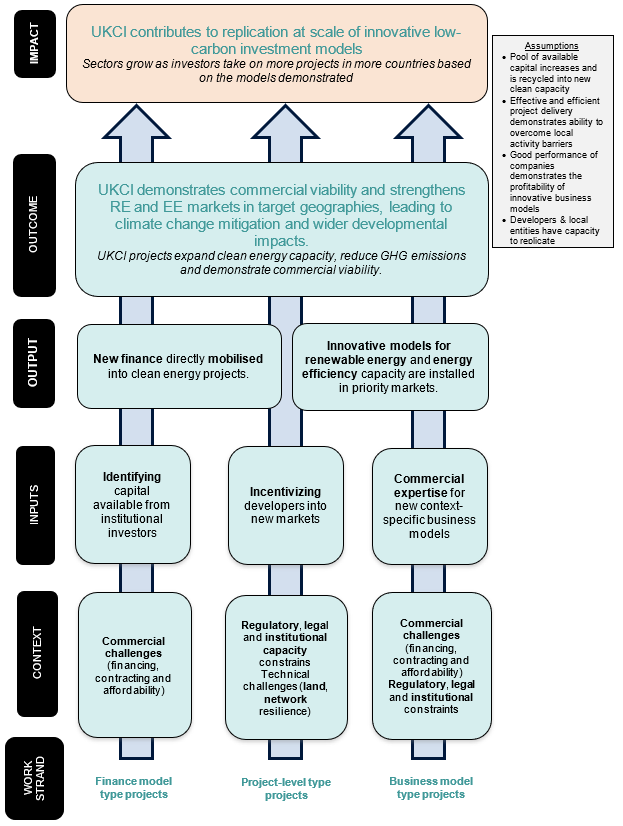 IMPACT
UKCI contributes to replication at scale of innovative low-
carbon investment models
Sectors grow as investors take on more projects in more countries based
on the models demonstrated
Assumptions
• Pool of available
capital increases and
is recycled into new
clean capacity
• Effective and efficient
project delivery
demonstrates ability to
overcome local
activity barriers
• Good performance of
companies
demonstrates the
profitability of
innovative business
models
• Developers & local
entities have capacity
to replicate
OUTCOME
UKCI demonstrates commercial viability and strengthens
RE and EE markets in target geographies, leading to
climate change mitigation and wider developmental
impacts.
UKCI projects expand clean energy capacity, reduce GHG emissions
and demonstrate commercial viability.
OUTPUT
New finance directly mobilised
into clean energy projects.
Innovative models for
renewable energy and energy
efficiency capacity are installed
in priority markets.
INPUTS
Identifying
capital
available from
institutional
investors
Incentivizing
developers into
new markets
Commercial
expertise for
new context-
specific business
models
CONTEXT
Commercial
challenges
(financing,
contracting and
affordability)
Regulatory, legal
and institutional
capacity
constrains
Technical
challenges (land,
network
resilience)
Commercial
challenges
(financing,
contracting and
affordability)
Regulatory, legal
and institutional
constraints
WORK
STRAND
Finance model
type projects
Project-level type
projects
Business model
type projects